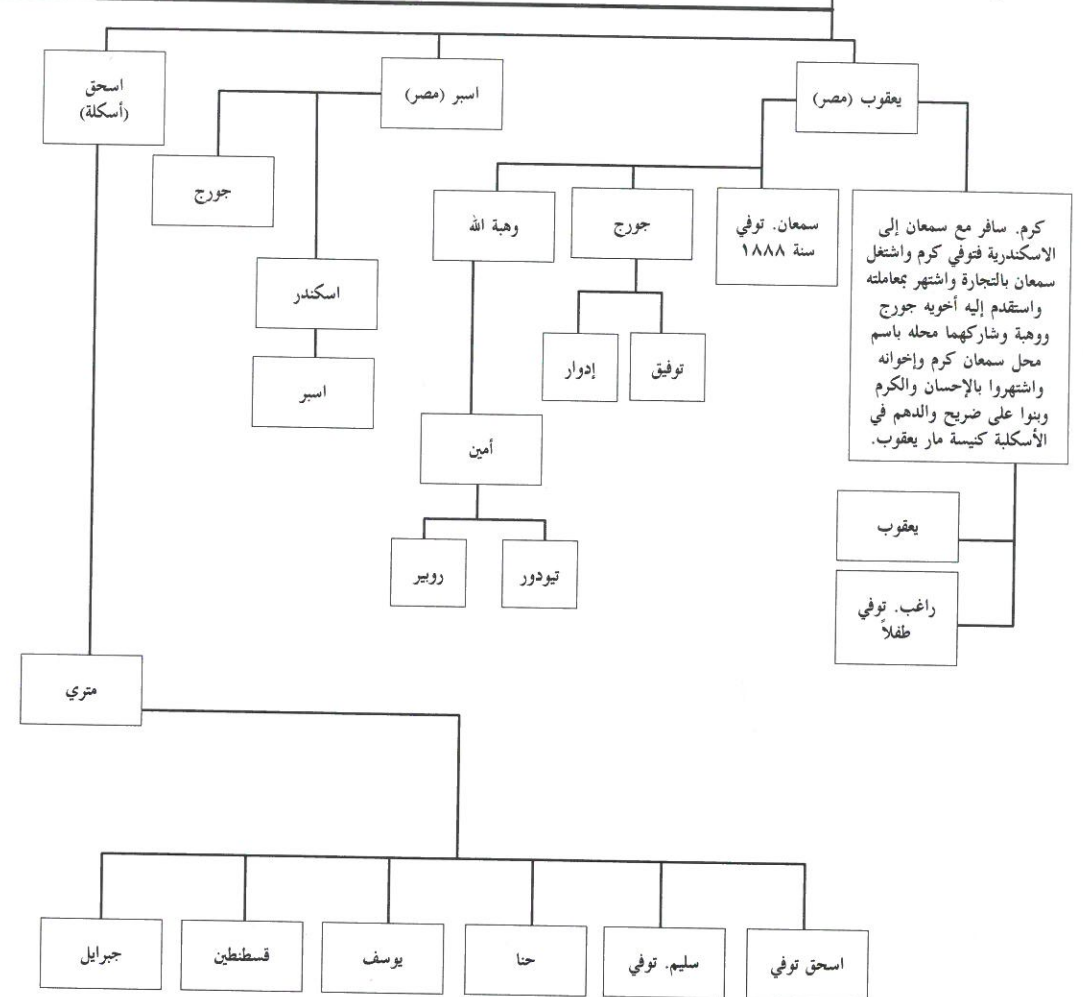 يعقوب (مصر)
اسبر (مصر)
اسحق
(أسكلة)
جورج
كرم. سافر مع سمعان إلى
الاسكندرية فتوفي كرم واشتغل
سمعان بالتجارة واشتهر بمعاملته
واستقدم إليه أخويه جورج
ووهبة وشاركهما محله باسم
محل سمعان كرم وإخوانه
واشتهروا بالإحسان والكرم
وبنوا على ضريح والدهم في
الأسكلبة كنيسة مار يعقوب.
سمعان. توفي
سنة ١٨٨٨
جورج
وهبة الله
اسكندر
توفيق
إدوار
اسبر
أمين
يعقوب
تيودور
روبير
راغب. توفي
طفلاً
متري
اسحق توفي
سليم. توفي
حنا
يوسف
قسطنطين
جبرايل